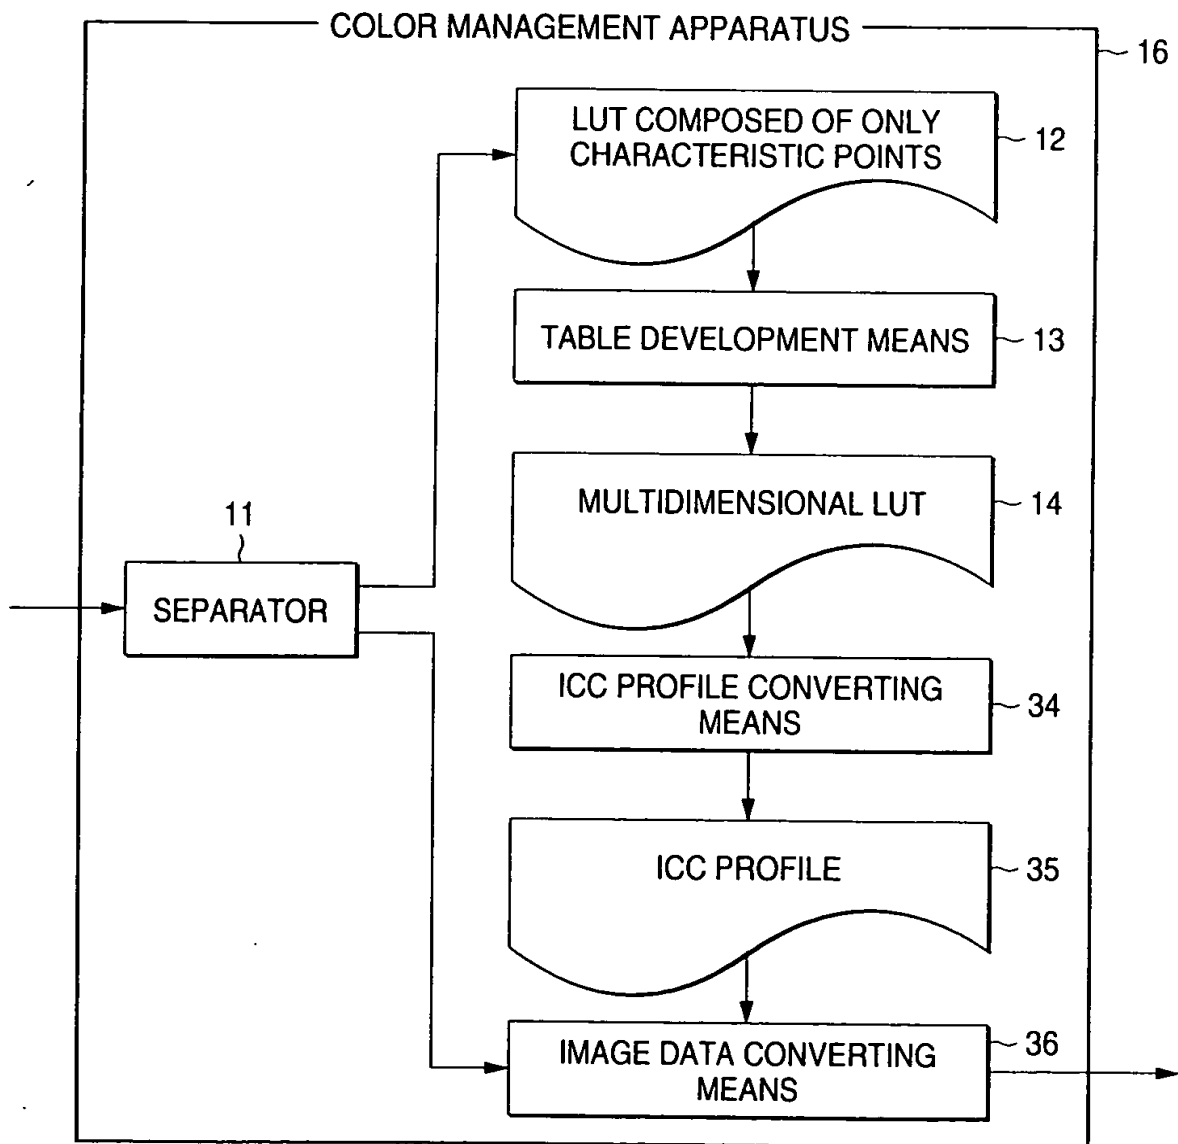 COLOR MANAGEMENT APPARATUS
16
LUT COMPOSED OF ONLY
CHARACTERISTIC POINTS
12
TABLE DEVELOPMENT MEANS
13
MULTIDIMENSIONAL LUT
14
11
SEPARATOR
ICC PROFILE CONVERTING
MEANS
34
ICC PROFILE
35
IMAGE DATA CONVERTING
MEANS
36